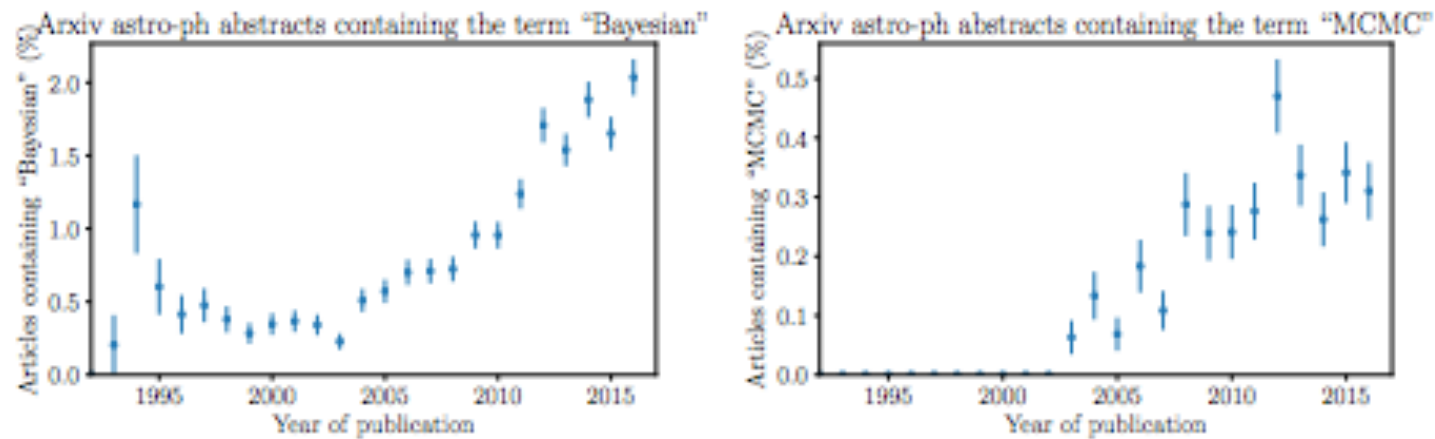 Arxiv astro-ph abstracts containing the term “Bayesian”
Articles containing “Bayesian” (%)
2.0
1.5
1.0
0.5
0.0
1995 2000 2005 2010 2015
Year of publication
Arxiv astro-ph abstracts containing the term “MCMC”
Articles containing “MCMC” (%)
0.5
0.4
0.3
0.2
0.1
0.0
1995 2000 2005 2010 2015
Year of publication